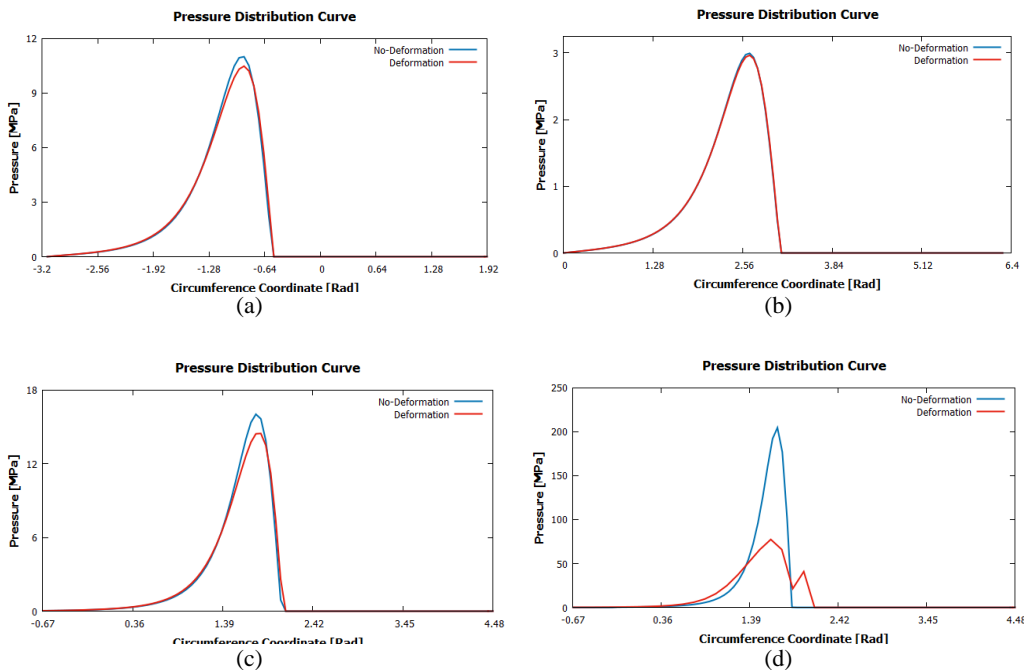 Pressure Distribution Curve
12
9
6
3
0
Pressure [MPa]
No-Deformation
Deformation
-3.2 -2.56 -1.92 -1.28 -0.64 0 0.64 1.28 1.92
Circumference Coordinate [Rad]
(a)
Pressure Distribution Curve
3
2
1
0
Pressure [MPa]
No-Deformation
Deformation
0 1.28 2.56 3.84 5.12 6.4
Circumference Coordinate [Rad]
(b)
Pressure Distribution Curve
18
12
6
0
Pressure [MPa]
No-Deformation
Deformation
-0.67 0.36 1.39 2.42 3.45 4.48
Circumference Coordinate [Rad]
(c)
Pressure Distribution Curve
250
200
150
100
50
0
Pressure [MPa]
No-Deformation
Deformation
-0.67 0.36 1.39 2.42 3.45 4.48
Circumference Coordinate [Rad]
(d)